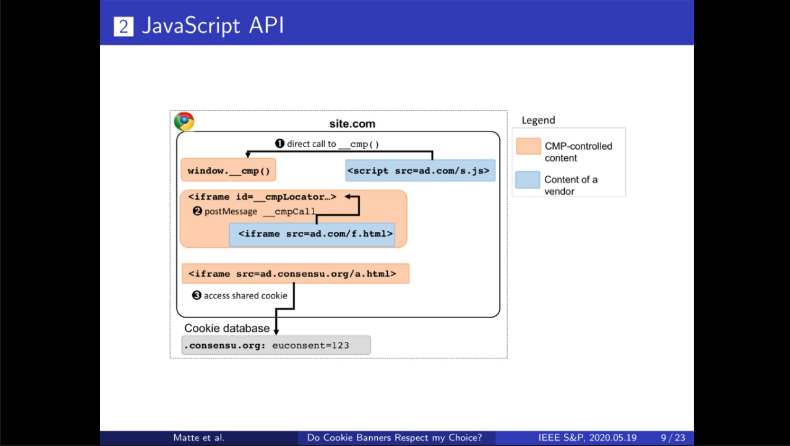 2 JavaScript API
site.com
❶ direct call to __cmp()
window.__cmp()
<script src=ad.com/s.js>
<iframe id=__cmpLocator…>
❷ postMessage __cmpCall
<iframe src=ad.com/f.html>
<iframe src=ad.consensu.org/a.html>
❸ access shared cookie
Cookie database
.consensu.org: euconsent=123
Legend
CMP-controlled
content
Content of a
vendor
Matte et al. Do Cookie Banners Respect my Choice? IEEE S&P, 2020.05.19 9 / 23